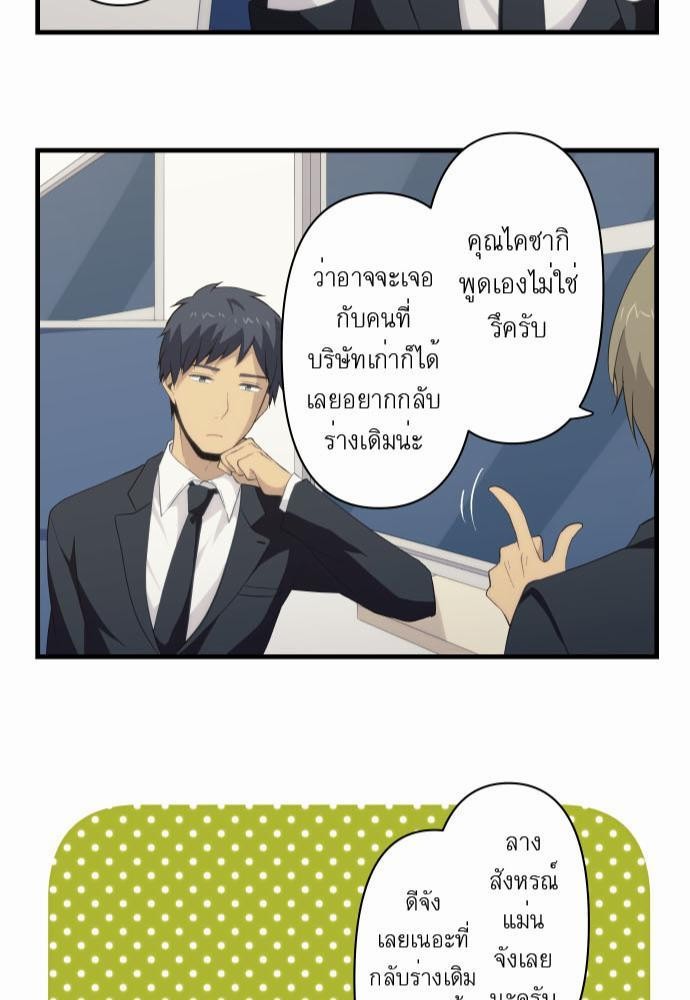 คุณไคซากิ
พูดเองไม่ใช่
รึครับ
ว่าอาจจะเจอ
กับคนที่
บริษัทเก่าก็ได้
เลยอยากกลับ
ร่างเดิมน่ะ
ลาง
สังหรณ์
แม่น
จังเลย
นะครับ
ดีจัง
เลยเนอะที่
กลับร่างเดิม